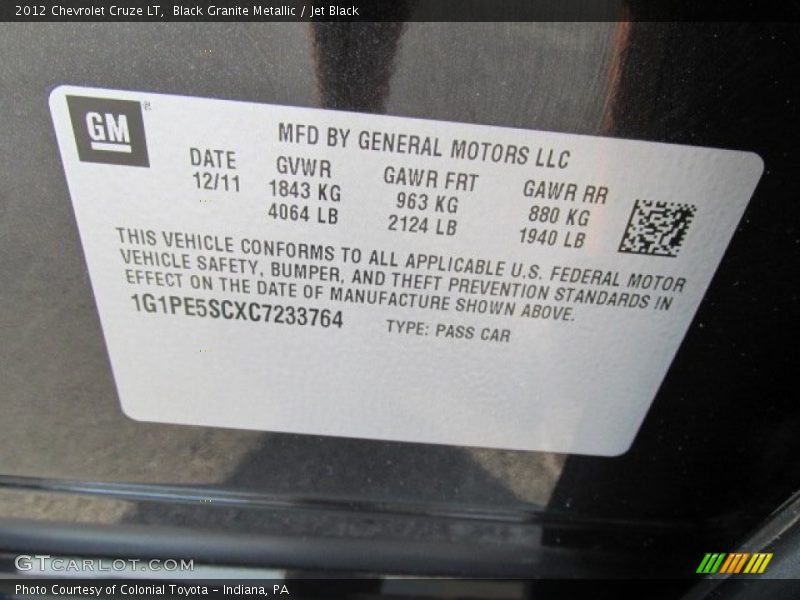 2012 Chevrolet Cruze LT, Black Granite Metallic / Jet Black
GM®
MFD BY GENERAL MOTORS LLC
DATE GVWR GAWR FRT GAWR RR
12/11 1843 KG 963 KG 880 KG
4064 LB 2124 LB 1940 LB
THIS VEHICLE CONFORMS TO ALL APPLICABLE U.S. FEDERAL MOTOR
VEHICLE SAFETY, BUMPER, AND THEFT PREVENTION STANDARDS IN
EFFECT ON THE DATE OF MANUFACTURE SHOWN ABOVE.
1G1PE5SCXC7233764 TYPE: PASS CAR
GTCARLOT.COM
Photo Courtesy of Colonial Toyota - Indiana, PA